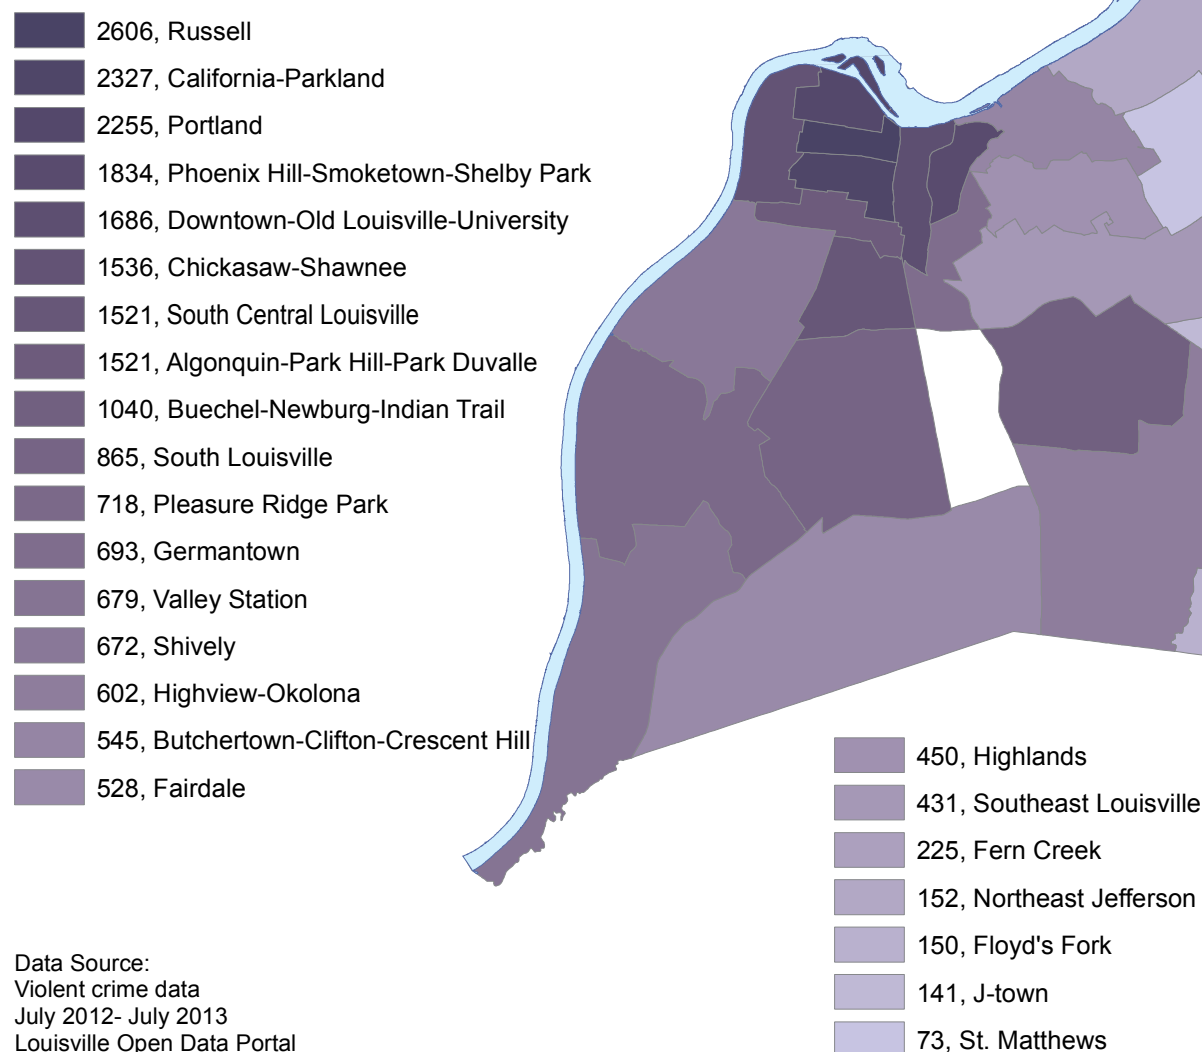 2606, Russell
2327, California-Parkland
2255, Portland
1834, Phoenix Hill-Smoketown-Shelby Park
1686, Downtown-Old Louisville-University
1536, Chickasaw-Shawnee
1521, South Central Louisville
1521, Algonquin-Park Hill-Park Duvalle
1040, Buechel-Newburg-Indian Trail
865, South Louisville
718, Pleasure Ridge Park
693, Germantown
679, Valley Station
672, Shively
602, Highview-Okolona
545, Butchertown-Clifton-Crescent Hill
528, Fairdale
450, Highlands
431, Southeast Louisville
225, Fern Creek
152, Northeast Jefferson
150, Floyd's Fork
141, J-town
73, St. Matthews
Data Source:
Violent crime data
July 2012- July 2013
Louisville Open Data Portal